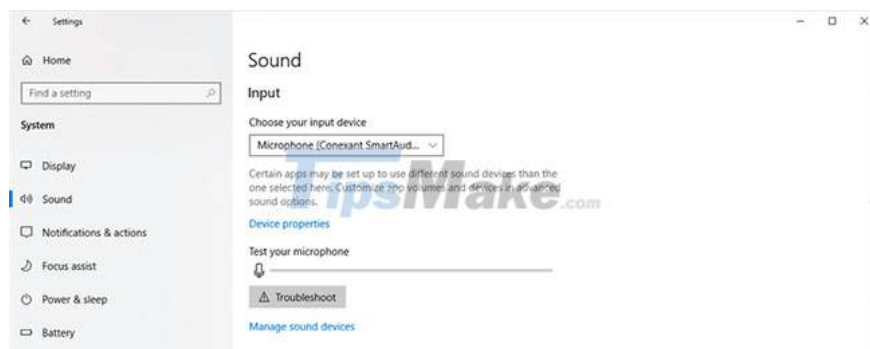 Settings
Home
Find a setting
System
Display
Sound
Notifications & actions
Focus assist
Power & sleep
Battery
Sound
Input
Choose your input device
Microphone (Conexant SmartAud...
Certain apps may be set up to use different sound devices than the
one selected here. Customize app volumes and devices in advanced
sound options.
Device properties
Test your microphone
Troubleshoot
Manage sound devices
TipsMake.com